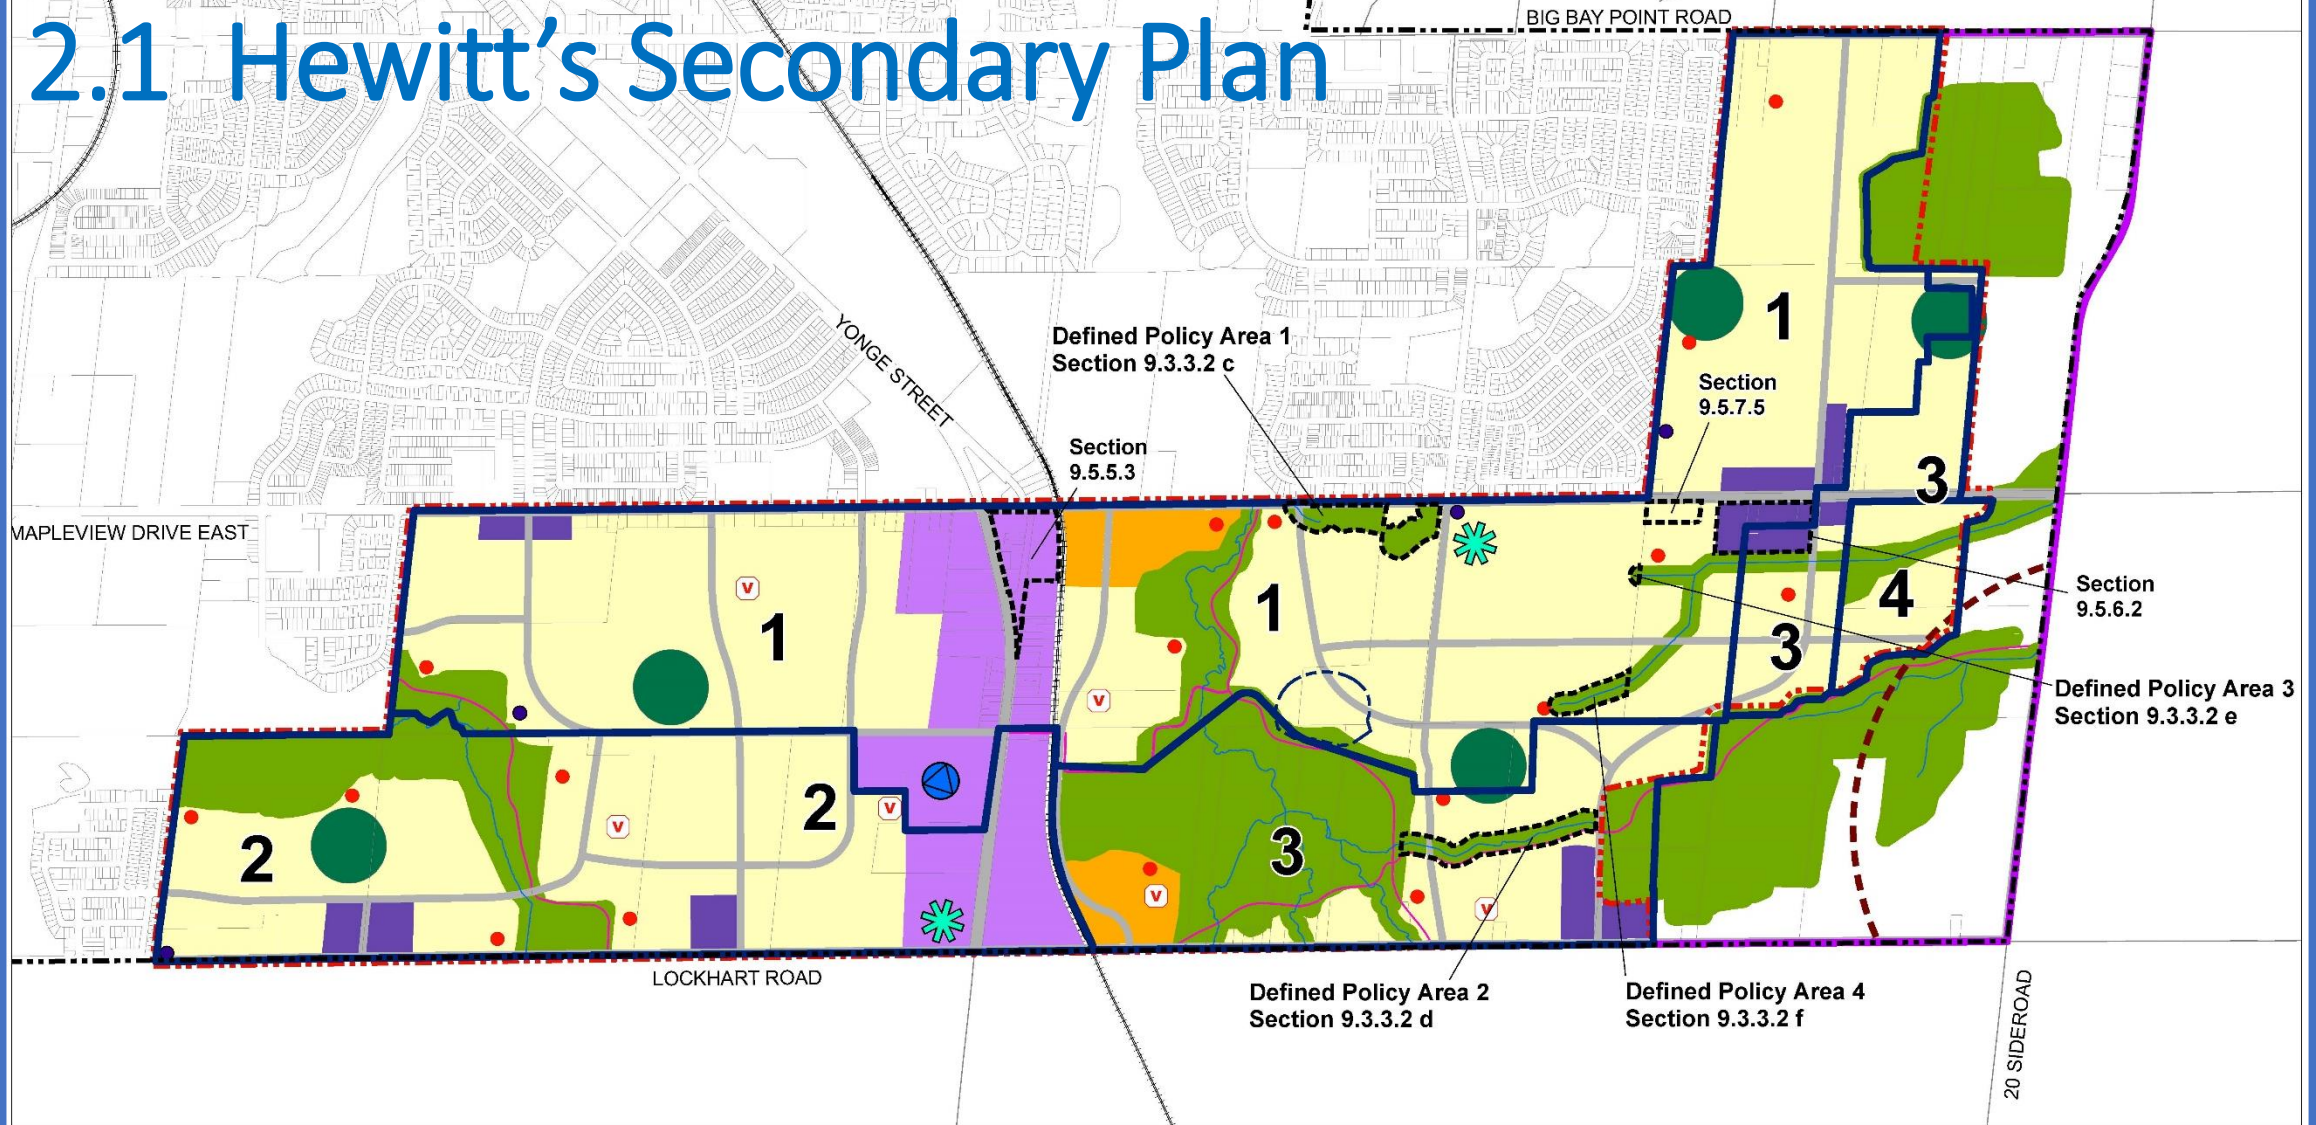 2.1 Hewitt's Secondary Plan
BIG BAY POINT ROAD
YONGE STREET
Defined Policy Area 1
Section 9.3.3.2 c
Section
9.5.5.3
1
Section
9.5.7.5
3
MAPLEVIEW DRIVE EAST
V
1
1
4
3
Section
9.5.6.2
V
Defined Policy Area 3
Section 9.3.3.2 e
2
V
V
2
3
V
V
LOCKHART ROAD
Defined Policy Area 2
Section 9.3.3.2 d
Defined Policy Area 4
Section 9.3.3.2 f
20 SIDEROAD